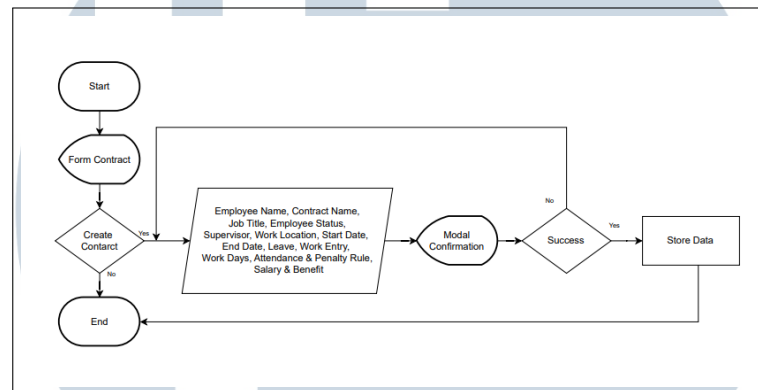 Start
Form Contract
Create
Contarct
Yes
No
End
Employee Name, Contract Name,
Job Title, Employee Status,
Supervisor, Work Location, Start Date,
End Date, Leave, Work Entry,
Work Days, Attendance & Penalty Rule,
Salary & Benefit
Modal
Confirmation
No
Success
Yes
Store Data